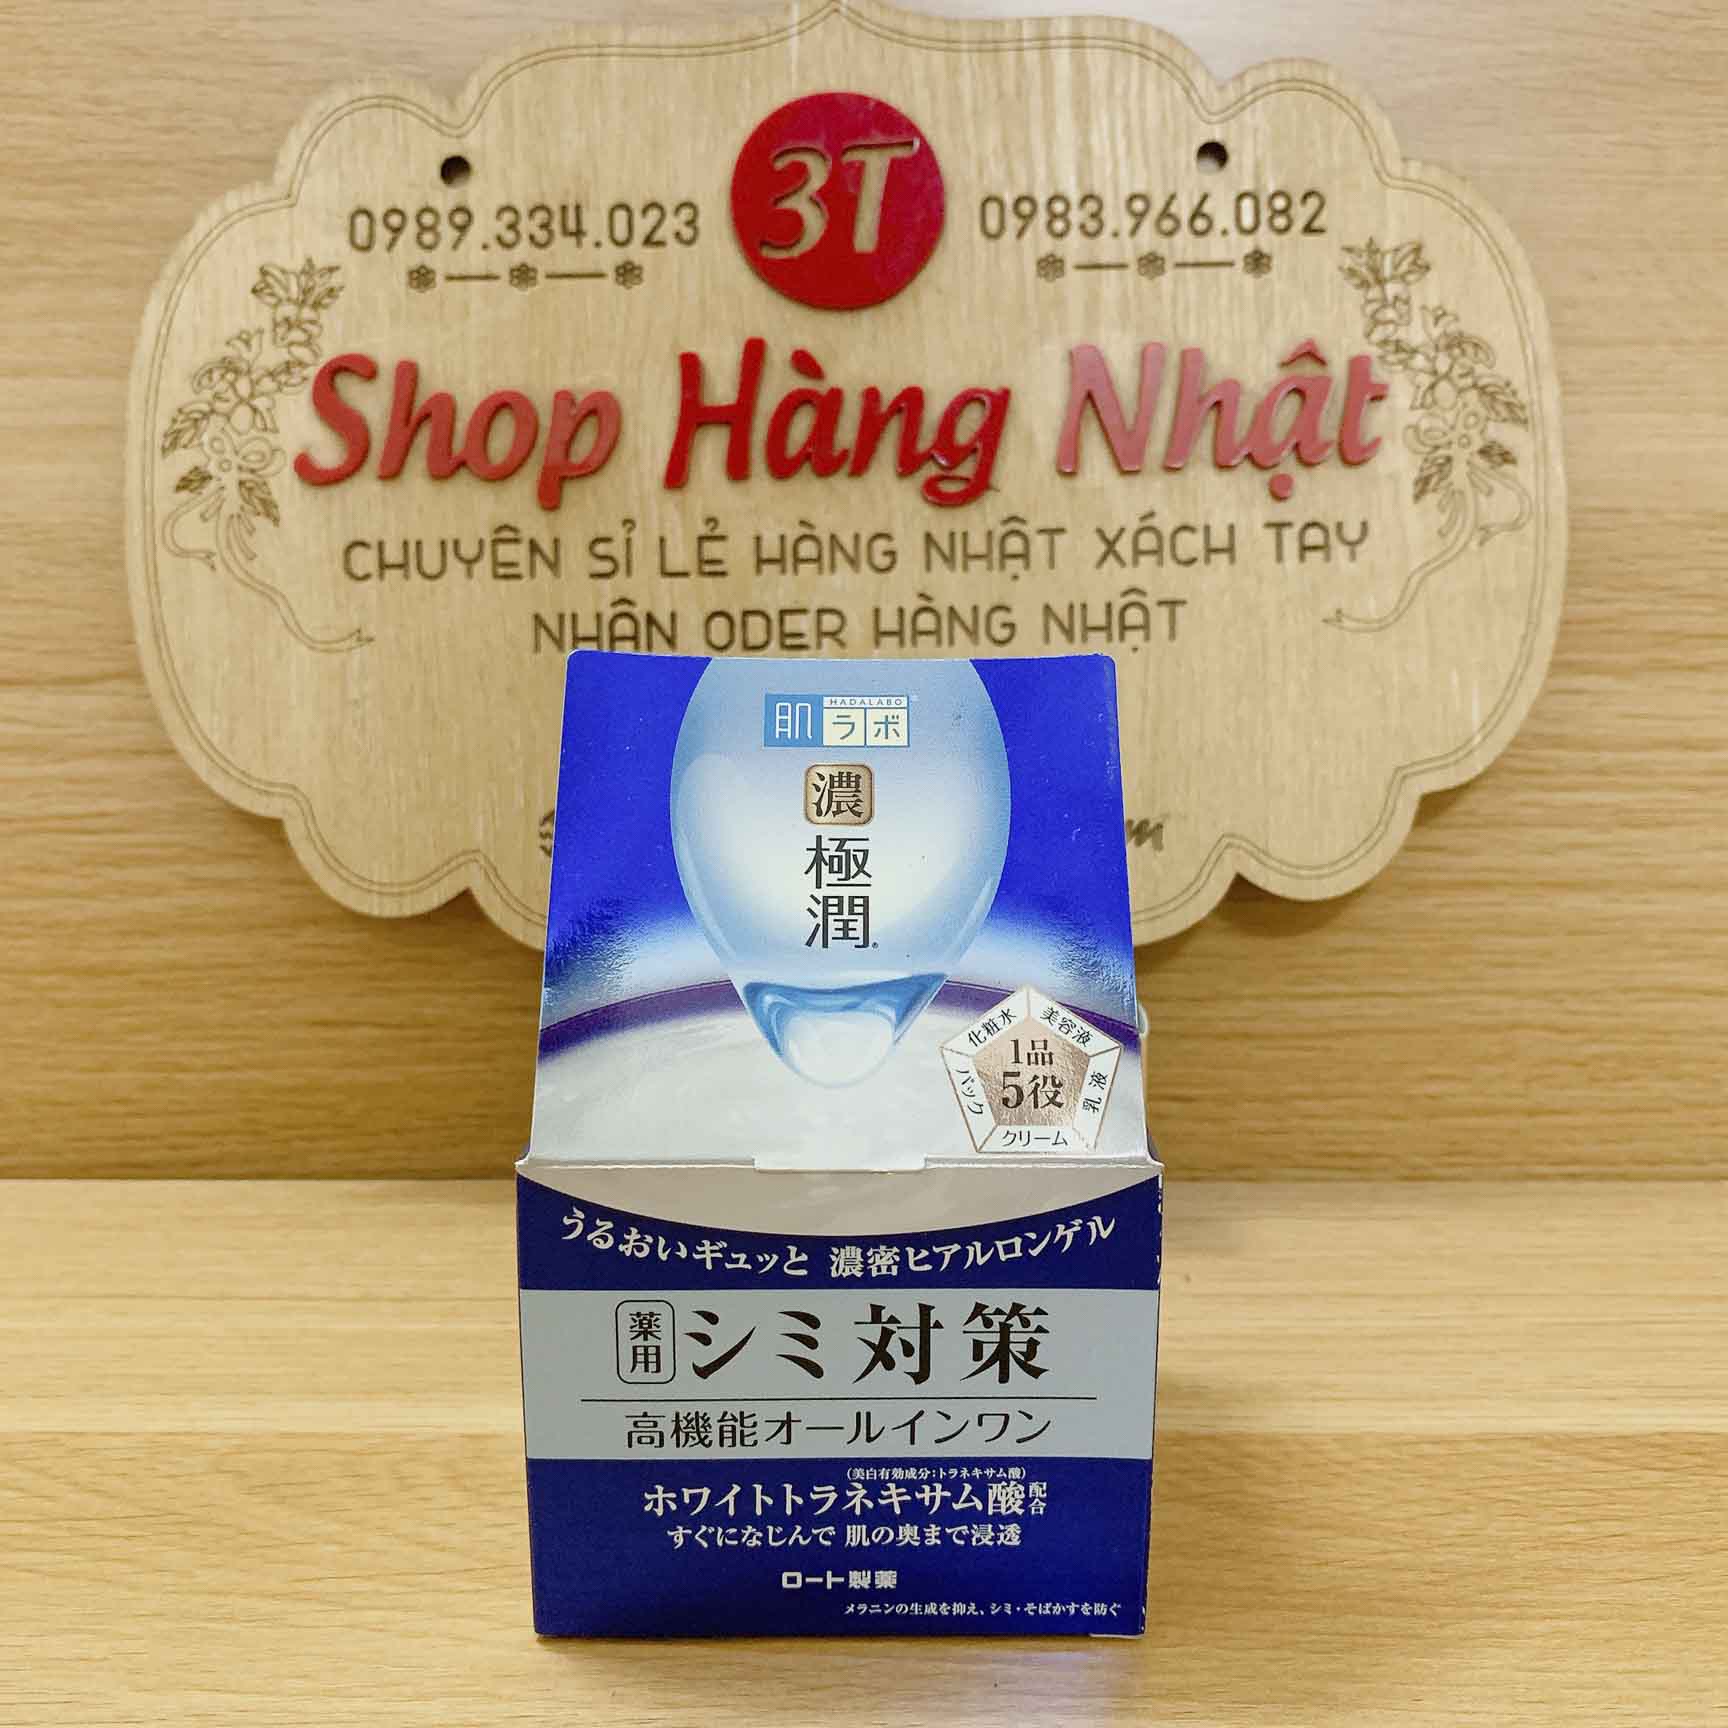 3T
0989.334.023
0983.966.082
Shop Hàng Nhật
CHUYÊN SỈ LẺ HÀNG NHẬT XÁCH TAY
NHẬN ODER HÀNG NHẬT
HADALABO
肌ラボ
濃
極潤®
化粧水
美容液
乳液
クリーム
パック
1品
5役
うるおいギュッと 濃密ヒアルロンゲル
薬用 シミ対策
高機能オールインワン
(美白有効成分:トラネキサム酸)
ホワイトトラネキサム酸配合
すぐになじんで 肌の奥まで浸透
ロート製薬
メラニンの生成を抑え、シミ・そばかすを防ぐ